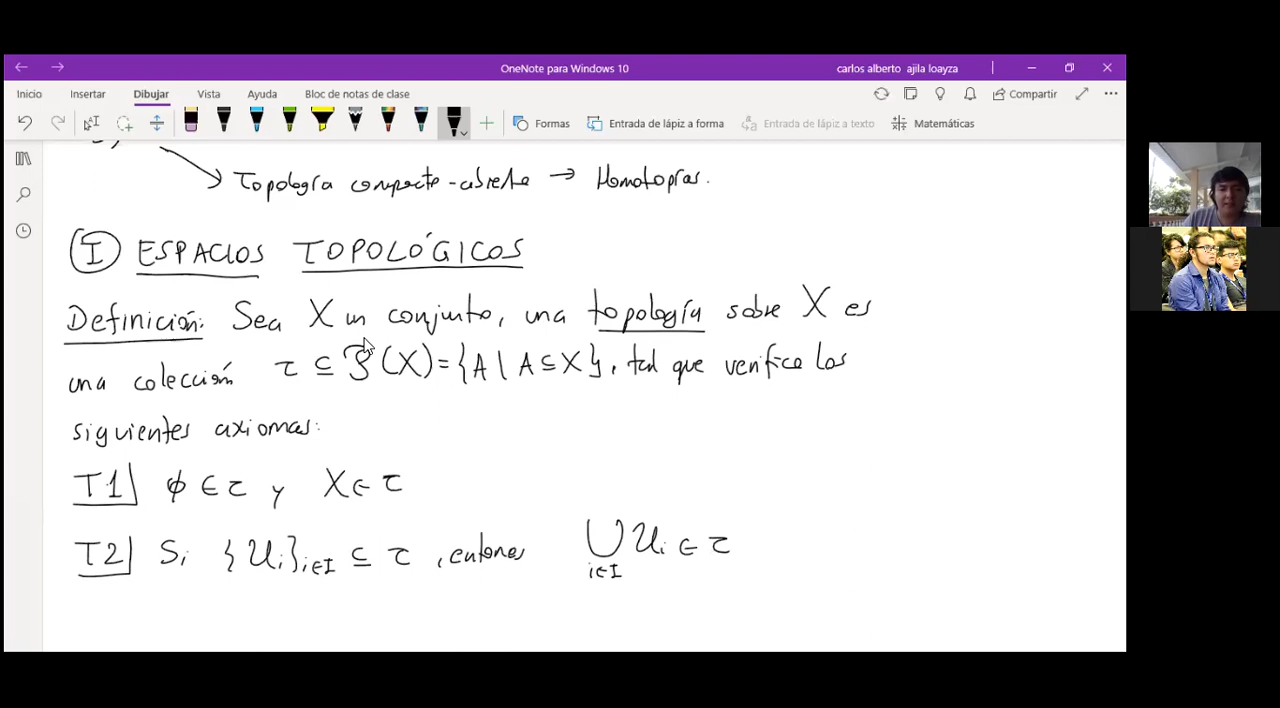 OneNote para Windows 10
carlos alberto ajila loayza
Inicio Insertar Dibujar Vista Ayuda Bloc de notas de clase
Compartir
Formas Entrada de lápiz a forma Entrada de lápiz a texto Matemáticas
Topología compacto-abierta → Homotopías.
I ESPACIOS TOPOLÓGICOS
Definición: Sea X un conjunto, una topología sobre X es
una colección τ ⊆ 𝒫(X) = {A | A ⊆ X}, tal que verifica los
siguientes axiomas:
T1 ϕ ∈ τ y X ∈ τ
T2 Si {𝒰i}i∈I ⊆ τ, entonces ⋃i∈I 𝒰i ∈ τ